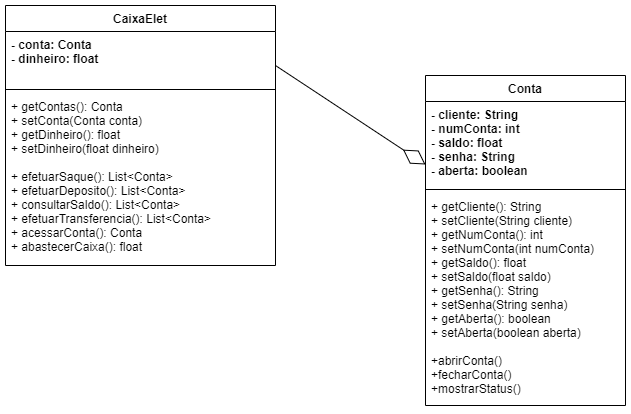 CaixaElet
- conta: Conta
- dinheiro: float
+ getContas(): Conta
+ setConta(Conta conta)
+ getDinheiro(): float
+ setDinheiro(float dinheiro)
+ efetuarSaque(): List<Conta>
+ efetuarDeposito(): List<Conta>
+ consultarSaldo(): List<Conta>
+ efetuarTransferencia(): List<Conta>
+ acessarConta(): Conta
+ abastecerCaixa(): float
Conta
- cliente: String
- numConta: int
- saldo: float
- senha: String
- aberta: boolean
+ getCliente(): String
+ setCliente(String cliente)
+ getNumConta(): int
+ setNumConta(int numConta)
+ getSaldo(): float
+ setSaldo(float saldo)
+ getSenha(): String
+ setSenha(String senha)
+ getAberta(): boolean
+ setAberta(boolean aberta)
+abrirConta()
+fecharConta()
+mostrarStatus()